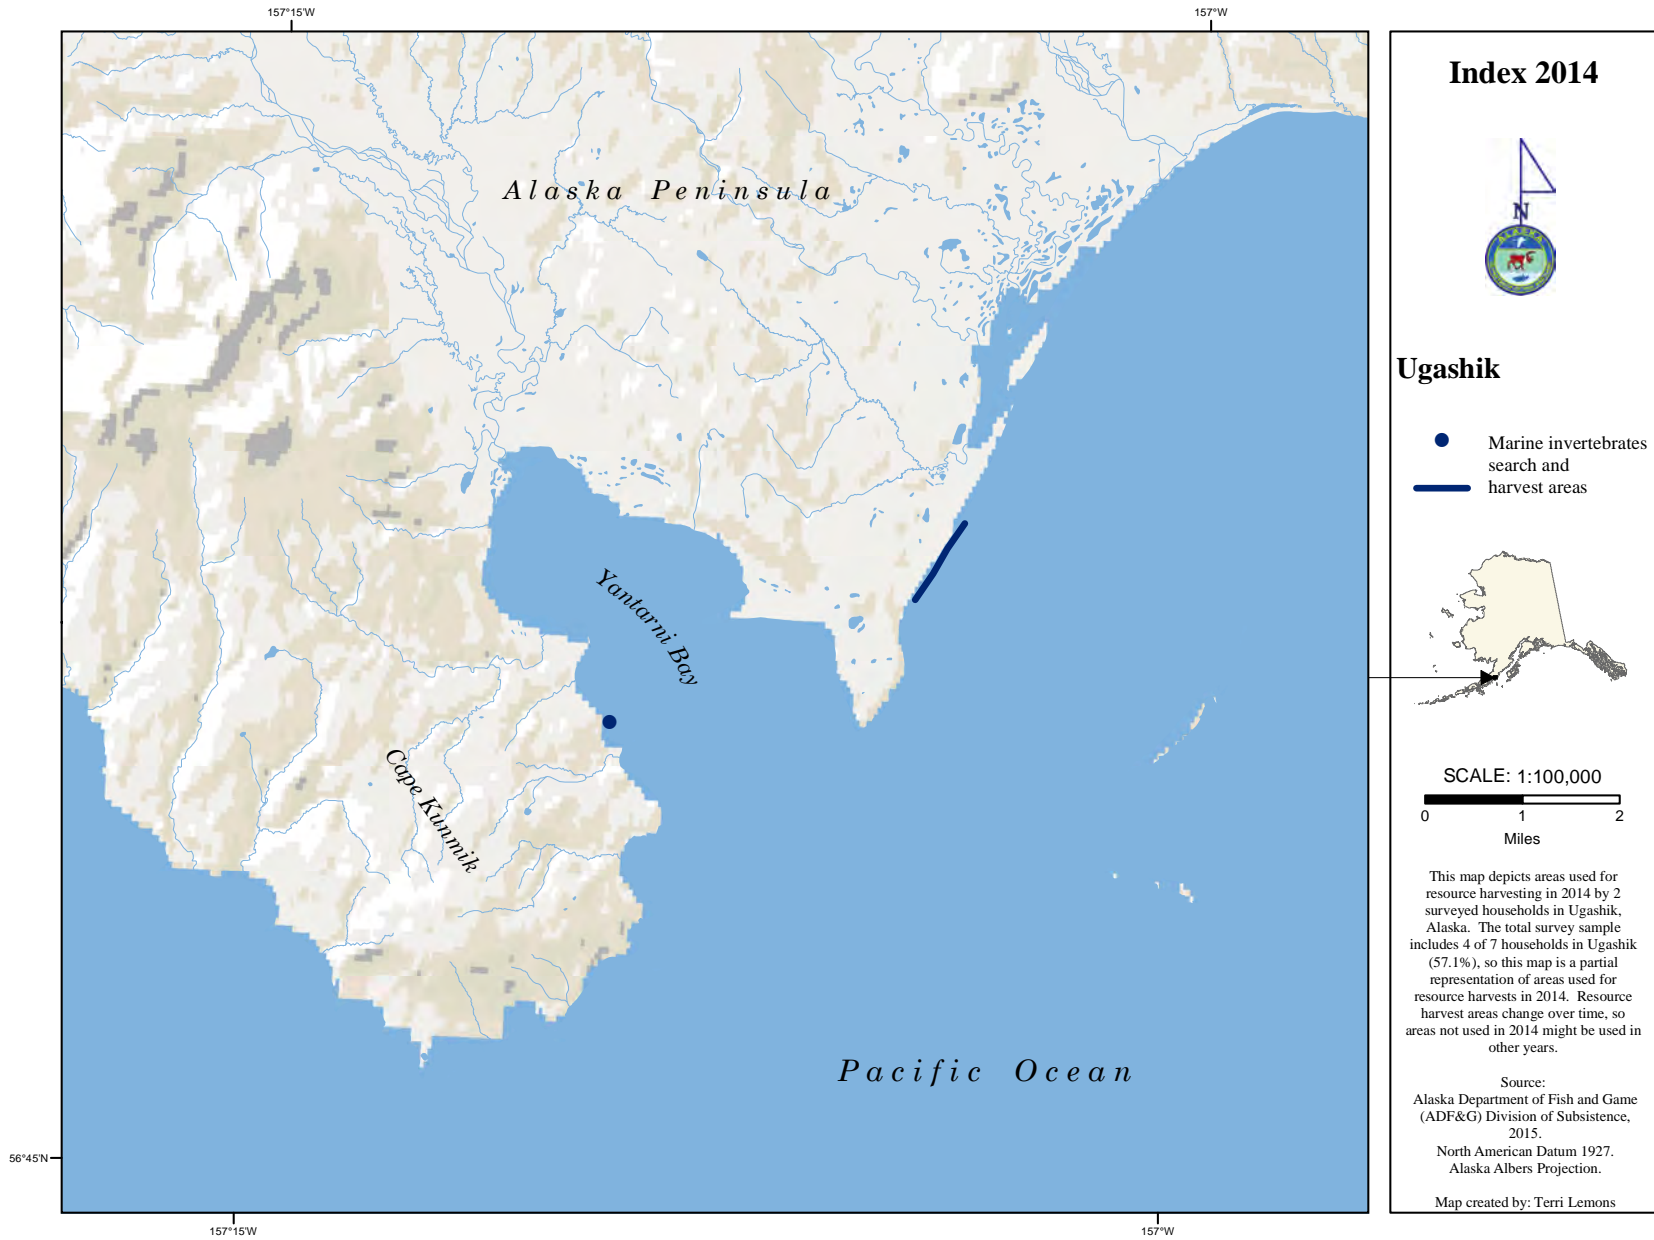 157°15'W
157°W
Index 2014
Alaska Peninsula
N
ALASKA
Ugashik
Marine invertebrates
search and
harvest areas
Yantarni Bay
Cape Kunmik
SCALE: 1:100,000
0 1 2
Miles
This map depicts areas used for
resource harvesting in 2014 by 2
surveyed households in Ugashik,
Alaska. The total survey sample
includes 4 of 7 households in Ugashik
(57.1%), so this map is a partial
representation of areas used for
resource harvests in 2014. Resource
harvest areas change over time, so
areas not used in 2014 might be used in
other years.
Pacific Ocean
Source:
Alaska Department of Fish and Game
(ADF&G) Division of Subsistence,
2015.
North American Datum 1927.
Alaska Albers Projection.
56°45'N
Map created by: Terri Lemons
157°15'W
157°W